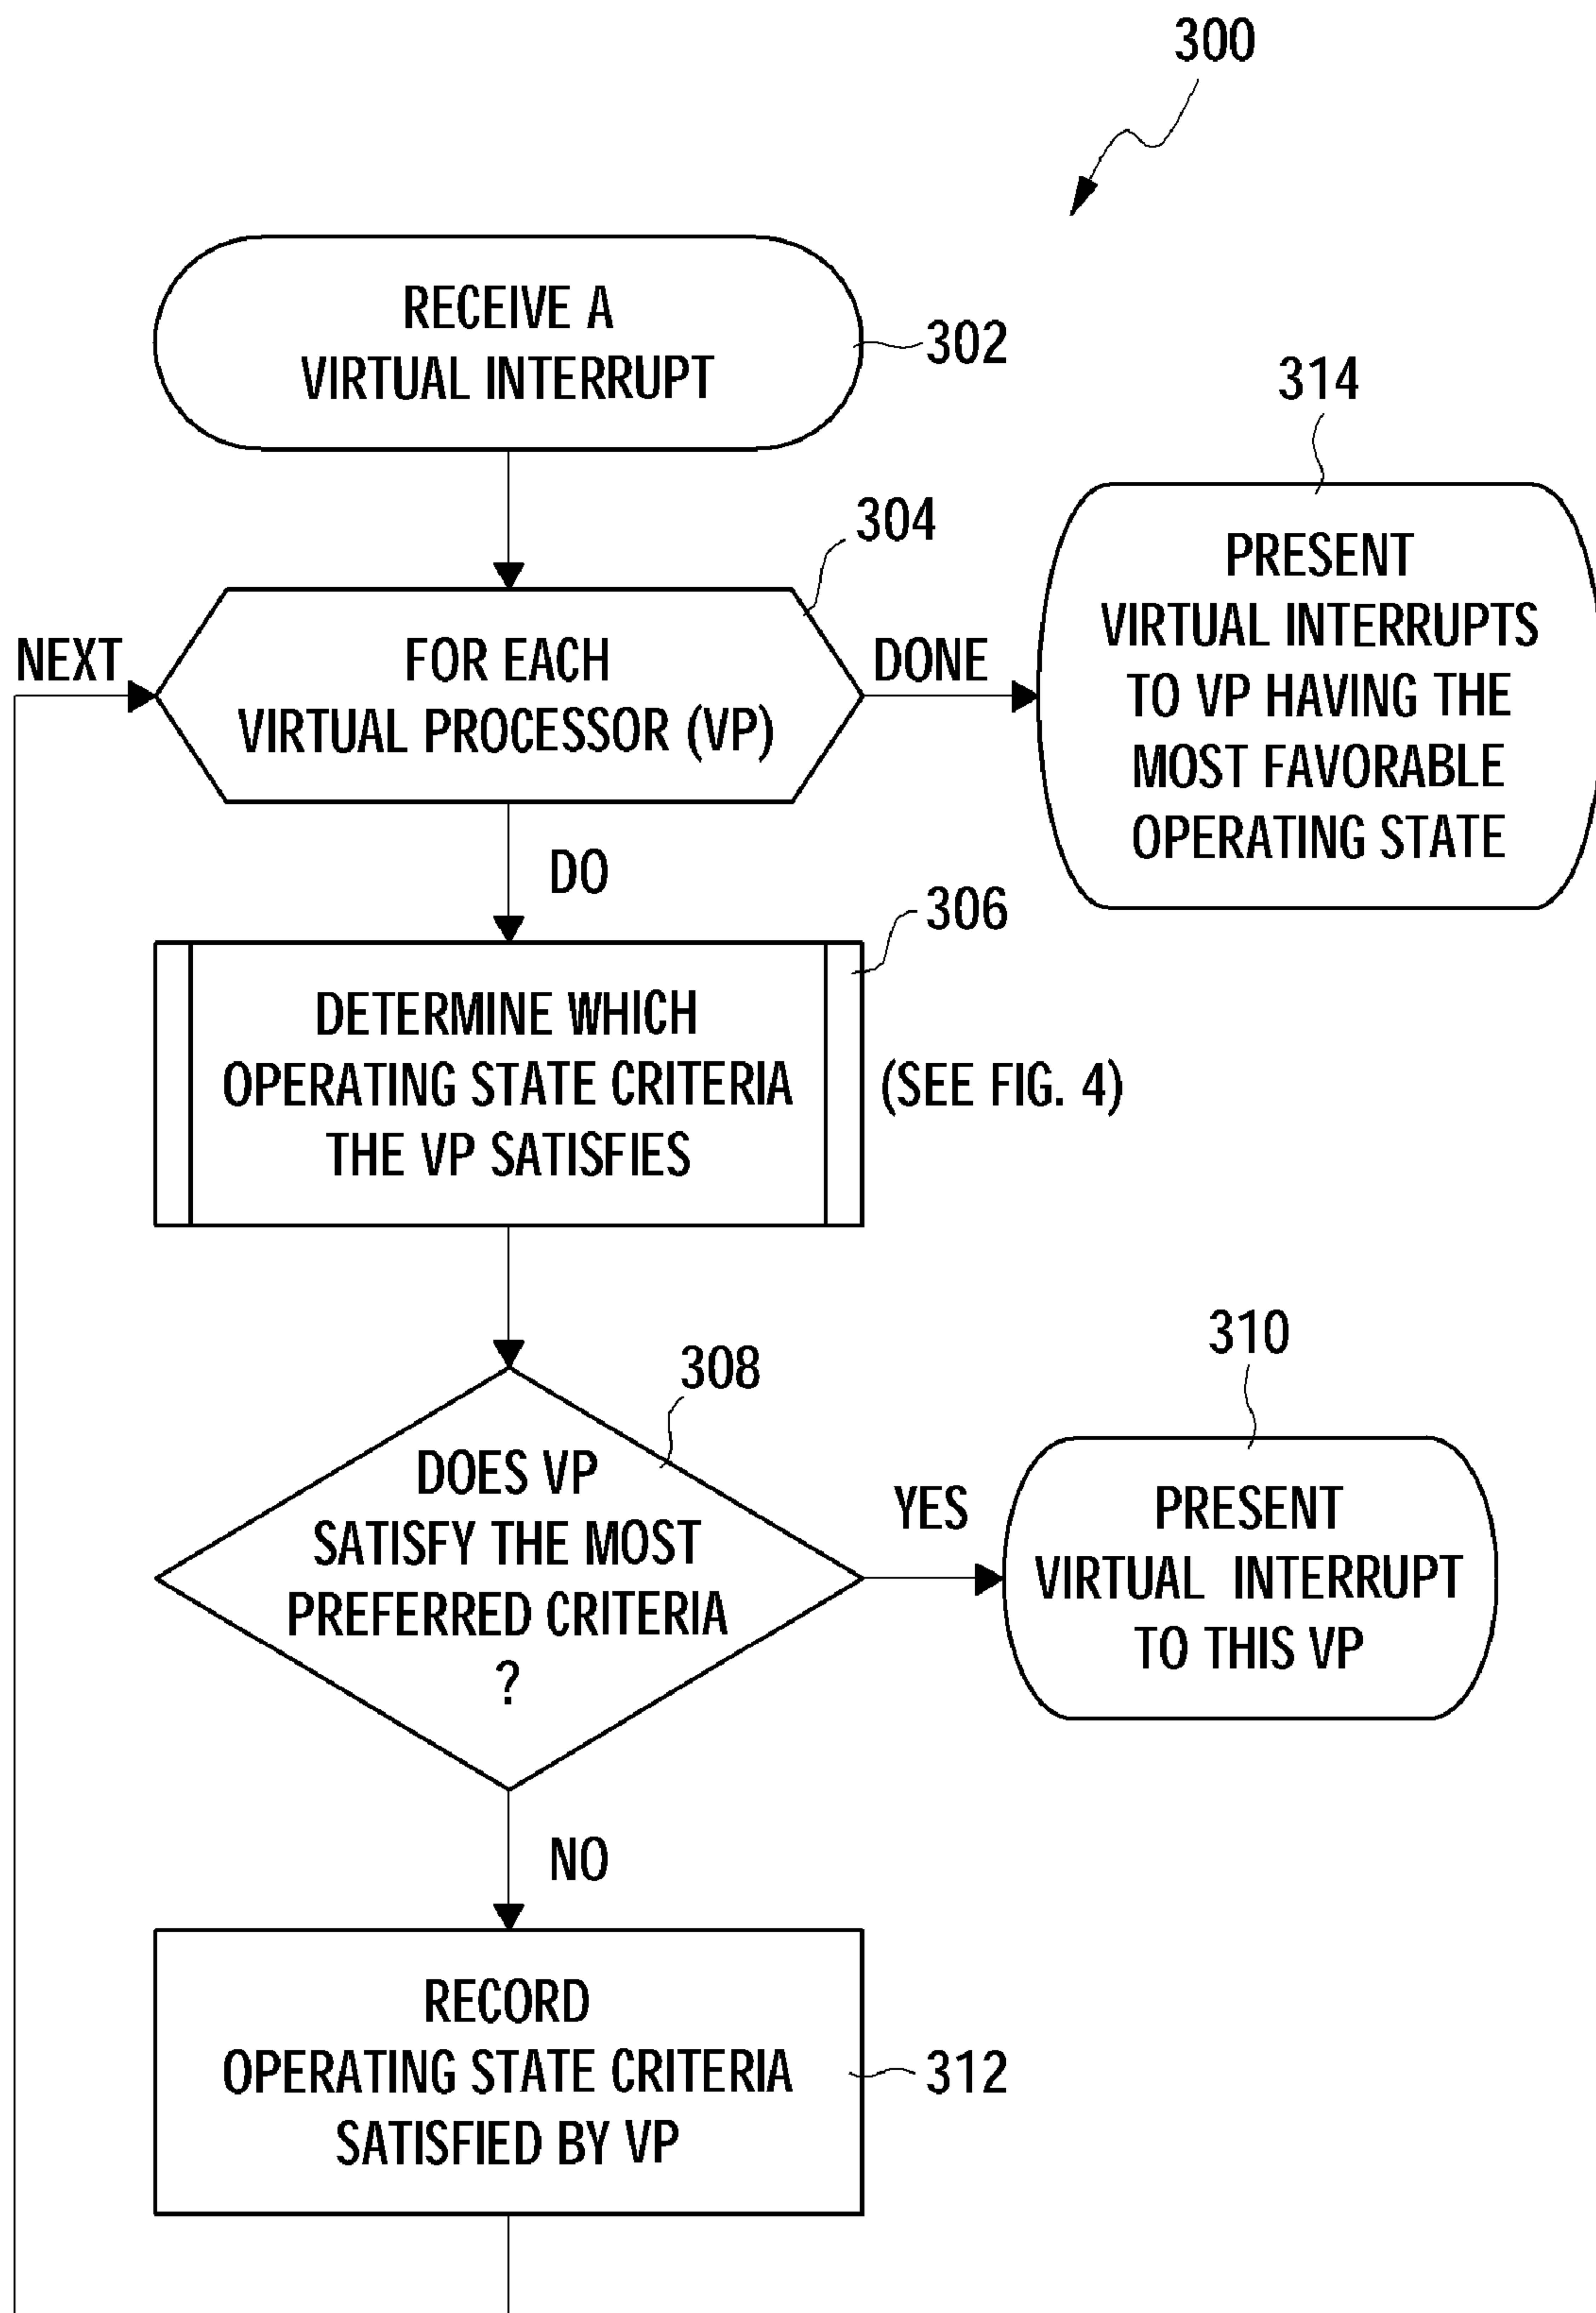 300
RECEIVE A
VIRTUAL INTERRUPT
302
314
PRESENT
VIRTUAL INTERRUPTS
TO VP HAVING THE
MOST FAVORABLE
OPERATING STATE
304
NEXT
FOR EACH
VIRTUAL PROCESSOR (VP)
DONE
DO
306
DETERMINE WHICH
OPERATING STATE CRITERIA
THE VP SATISFIES
(SEE FIG. 4)
308
DOES VP
SATISFY THE MOST
PREFERRED CRITERIA
?
YES
310
PRESENT
VIRTUAL INTERRUPT
TO THIS VP
NO
RECORD
OPERATING STATE CRITERIA
SATISFIED BY VP
312